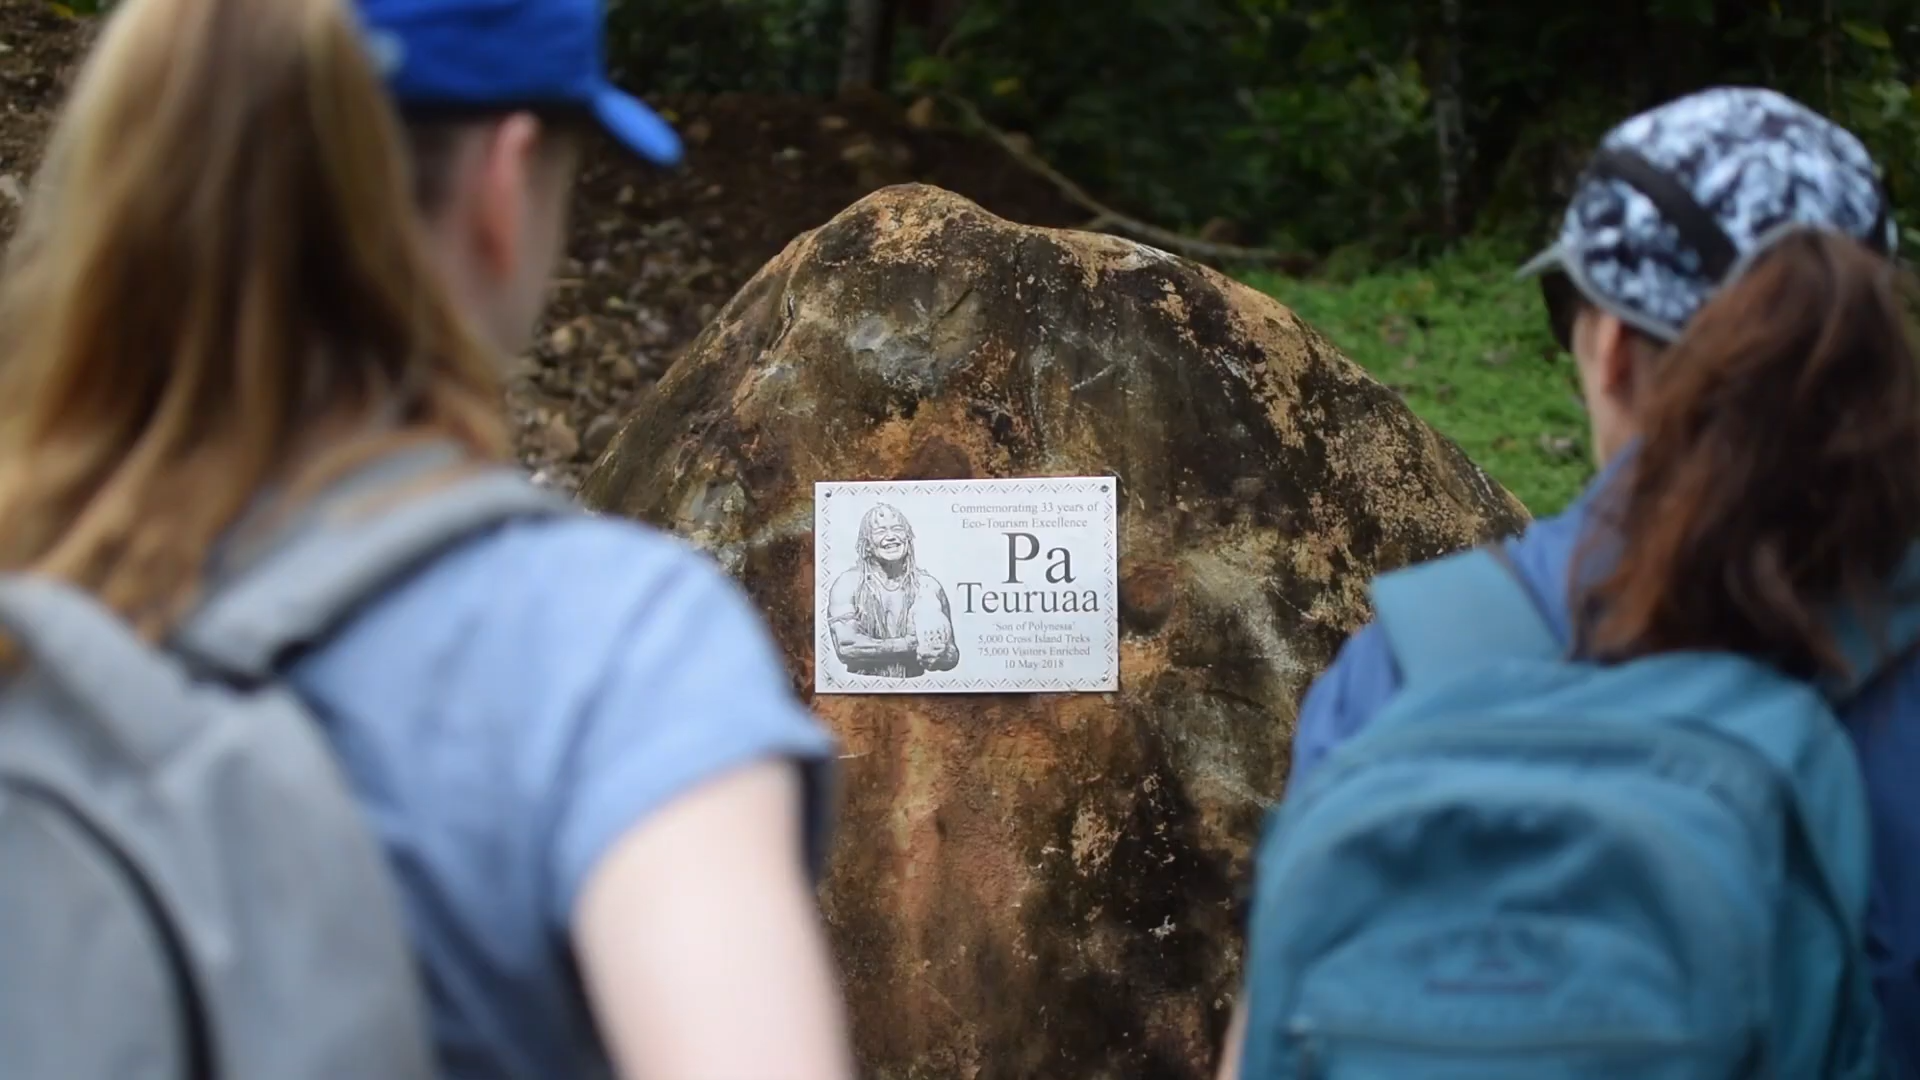 Commemorating 33 years of
Eco-Tourism Excellence
Pa
Teuruaa
'Son of Polynesia'
5,000 Cross Island Treks
75,000 Visitors Enriched
10 May 2018